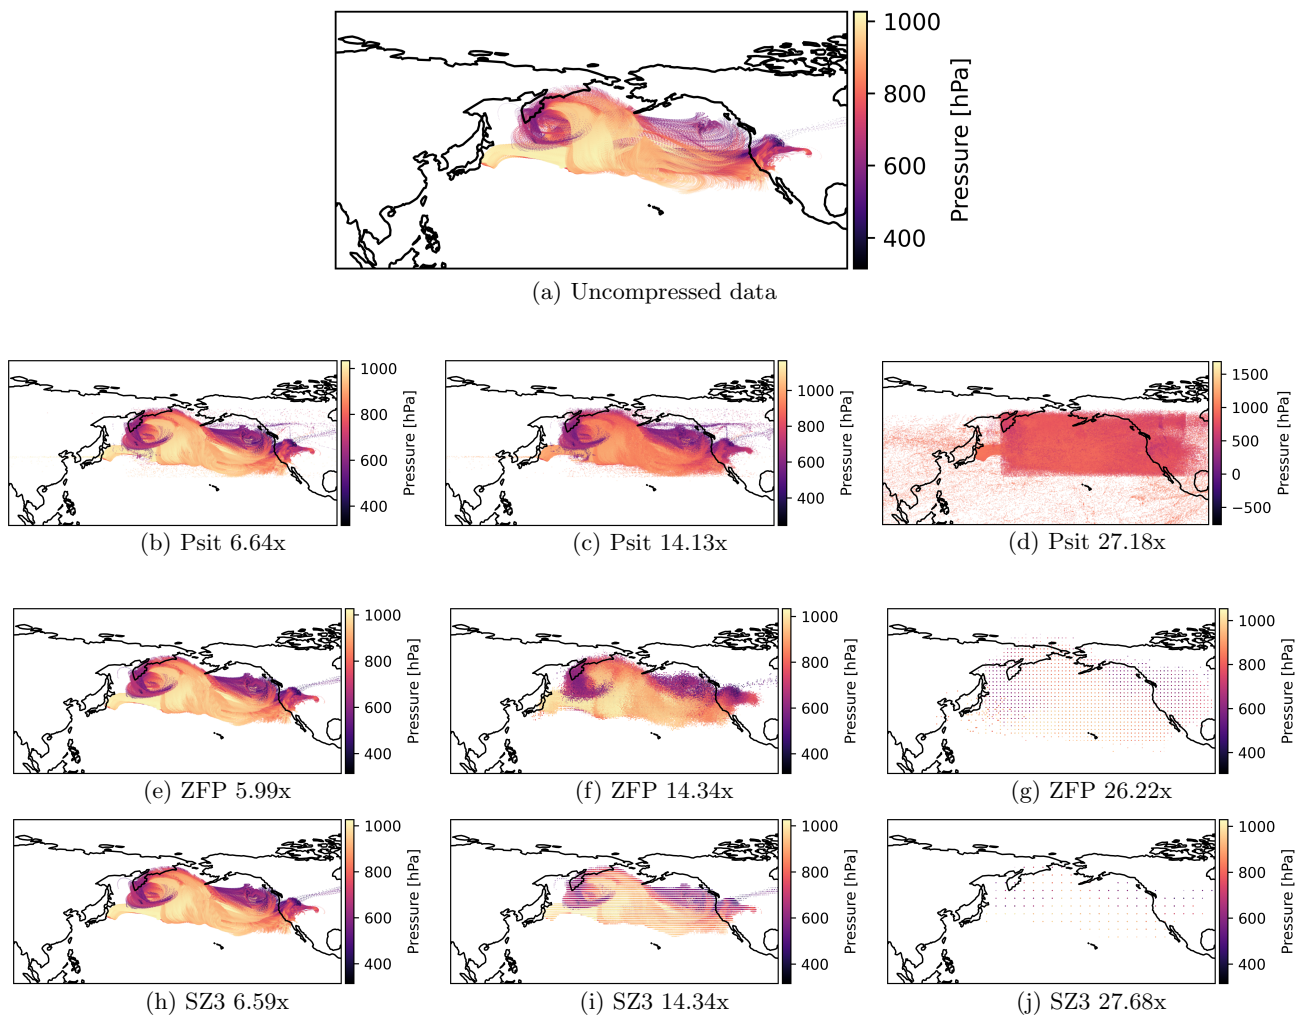 1000
800
600
400
Pressure [hPa]
(a) Uncompressed data
1000
800
600
400
Pressure [hPa]
(b) Psit 6.64x
1000
800
600
400
Pressure [hPa]
(c) Psit 14.13x
1500
1000
500
0
−500
Pressure [hPa]
(d) Psit 27.18x
1000
800
600
400
Pressure [hPa]
(e) ZFP 5.99x
1000
800
600
400
Pressure [hPa]
(f) ZFP 14.34x
1000
800
600
400
Pressure [hPa]
(g) ZFP 26.22x
1000
800
600
400
Pressure [hPa]
(h) SZ3 6.59x
1000
800
600
400
Pressure [hPa]
(i) SZ3 14.34x
1000
800
600
400
Pressure [hPa]
(j) SZ3 27.68x